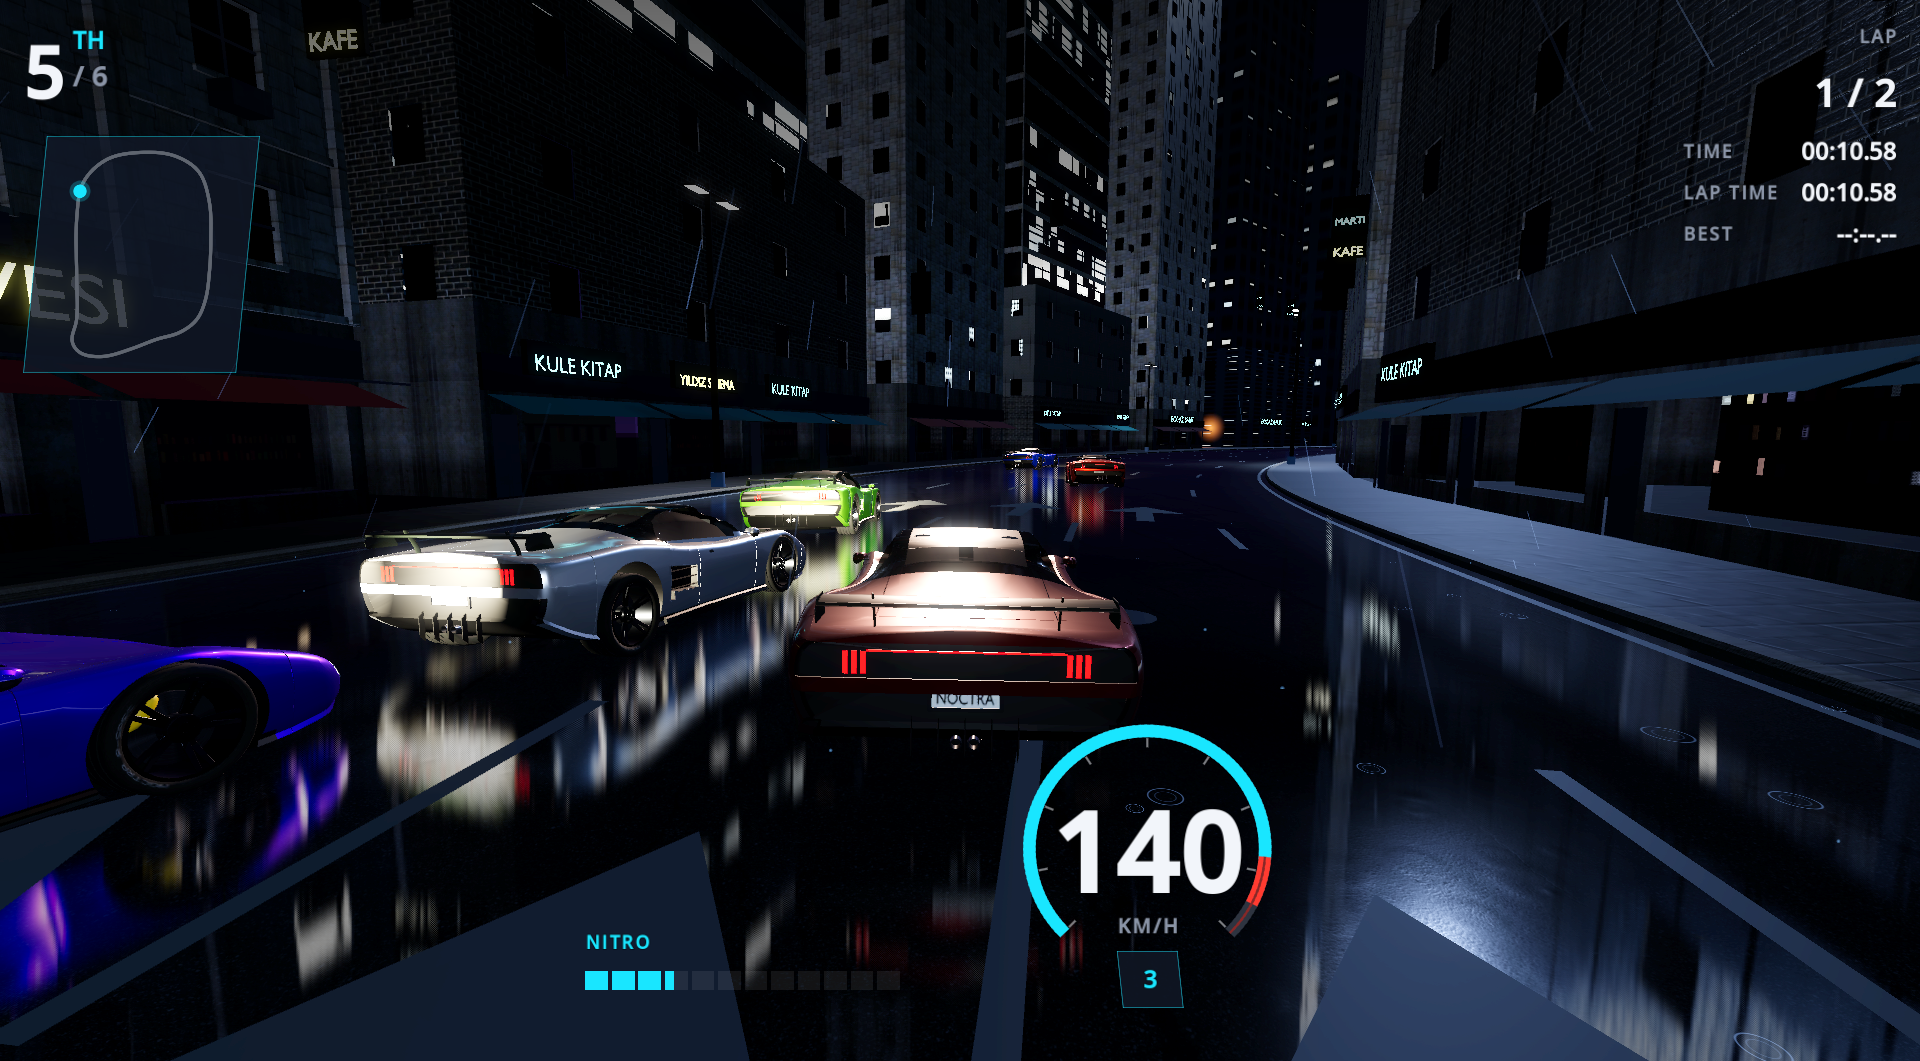 5 TH / 6
KAFE
LAP
1 / 2
TIME 00:10.58
LAP TIME 00:10.58
BEST --:--.--
VESI
MARTI
KAFE
KULE KITAP
KULE KITAP
KULE KITAP
NOCTRA
140
KM/H
3
NITRO